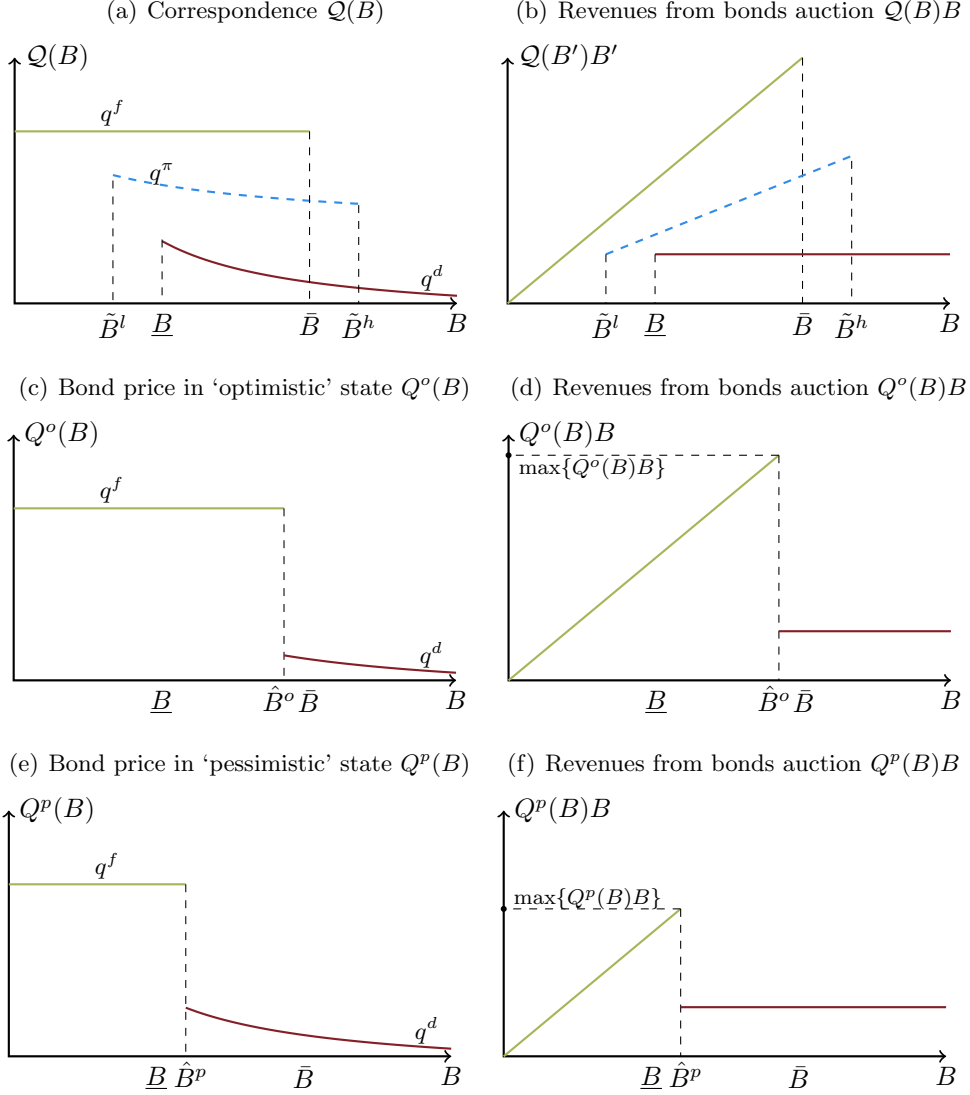 (a) Correspondence 𝒬(B)
(b) Revenues from bonds auction 𝒬(B)B
𝒬(B)
q^f
q^π
q^d
B̃^l B̲ B̄ B̃^h B
𝒬(B′)B′
B̃^l B̲ B̄ B̃^h B
(c) Bond price in ‘optimistic’ state Q^o(B)
(d) Revenues from bonds auction Q^o(B)B
Q^o(B)
q^f
q^d
B̲ B̂^o B̄ B
Q^o(B)B
max{Q^o(B)B}
B̲ B̂^o B̄ B
(e) Bond price in ‘pessimistic’ state Q^p(B)
(f) Revenues from bonds auction Q^p(B)B
Q^p(B)
q^f
q^d
B̲ B̂^p B̄ B
Q^p(B)B
max{Q^p(B)B}
B̲ B̂^p B̄ B